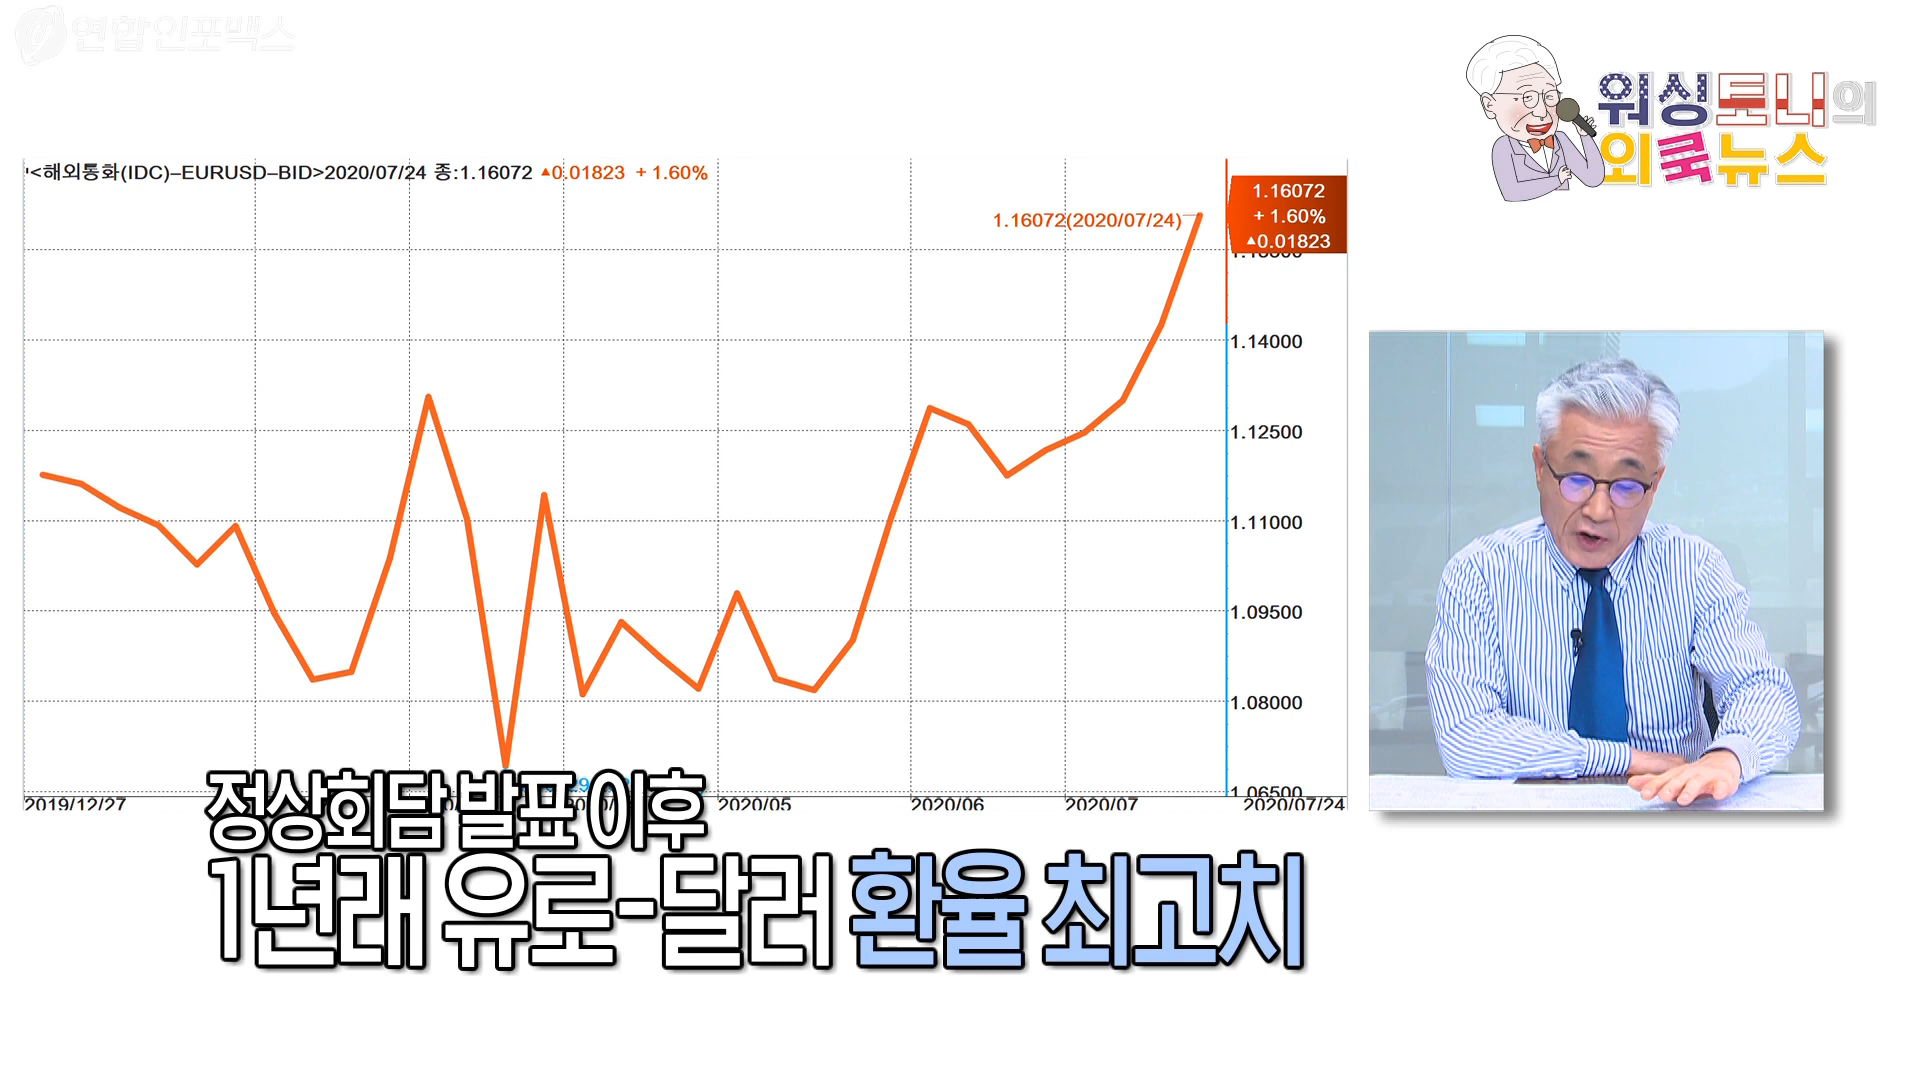 연합인포맥스
워싱토니의
외쿡뉴스
'<해외통화(IDC)–EURUSD–BID>2020/07/24 종:1.16072 ▲0.01823 +1.60%
1.16072(2020/07/24)
1.16072
+1.60%
▲0.01823
1.14000
1.12500
1.11000
1.09500
1.08000
1.06500
2019/12/27
2020/05
2020/06
2020/07
2020/07/24
정상회담 발표 이후
1년래 유로-달러 환율 최고치